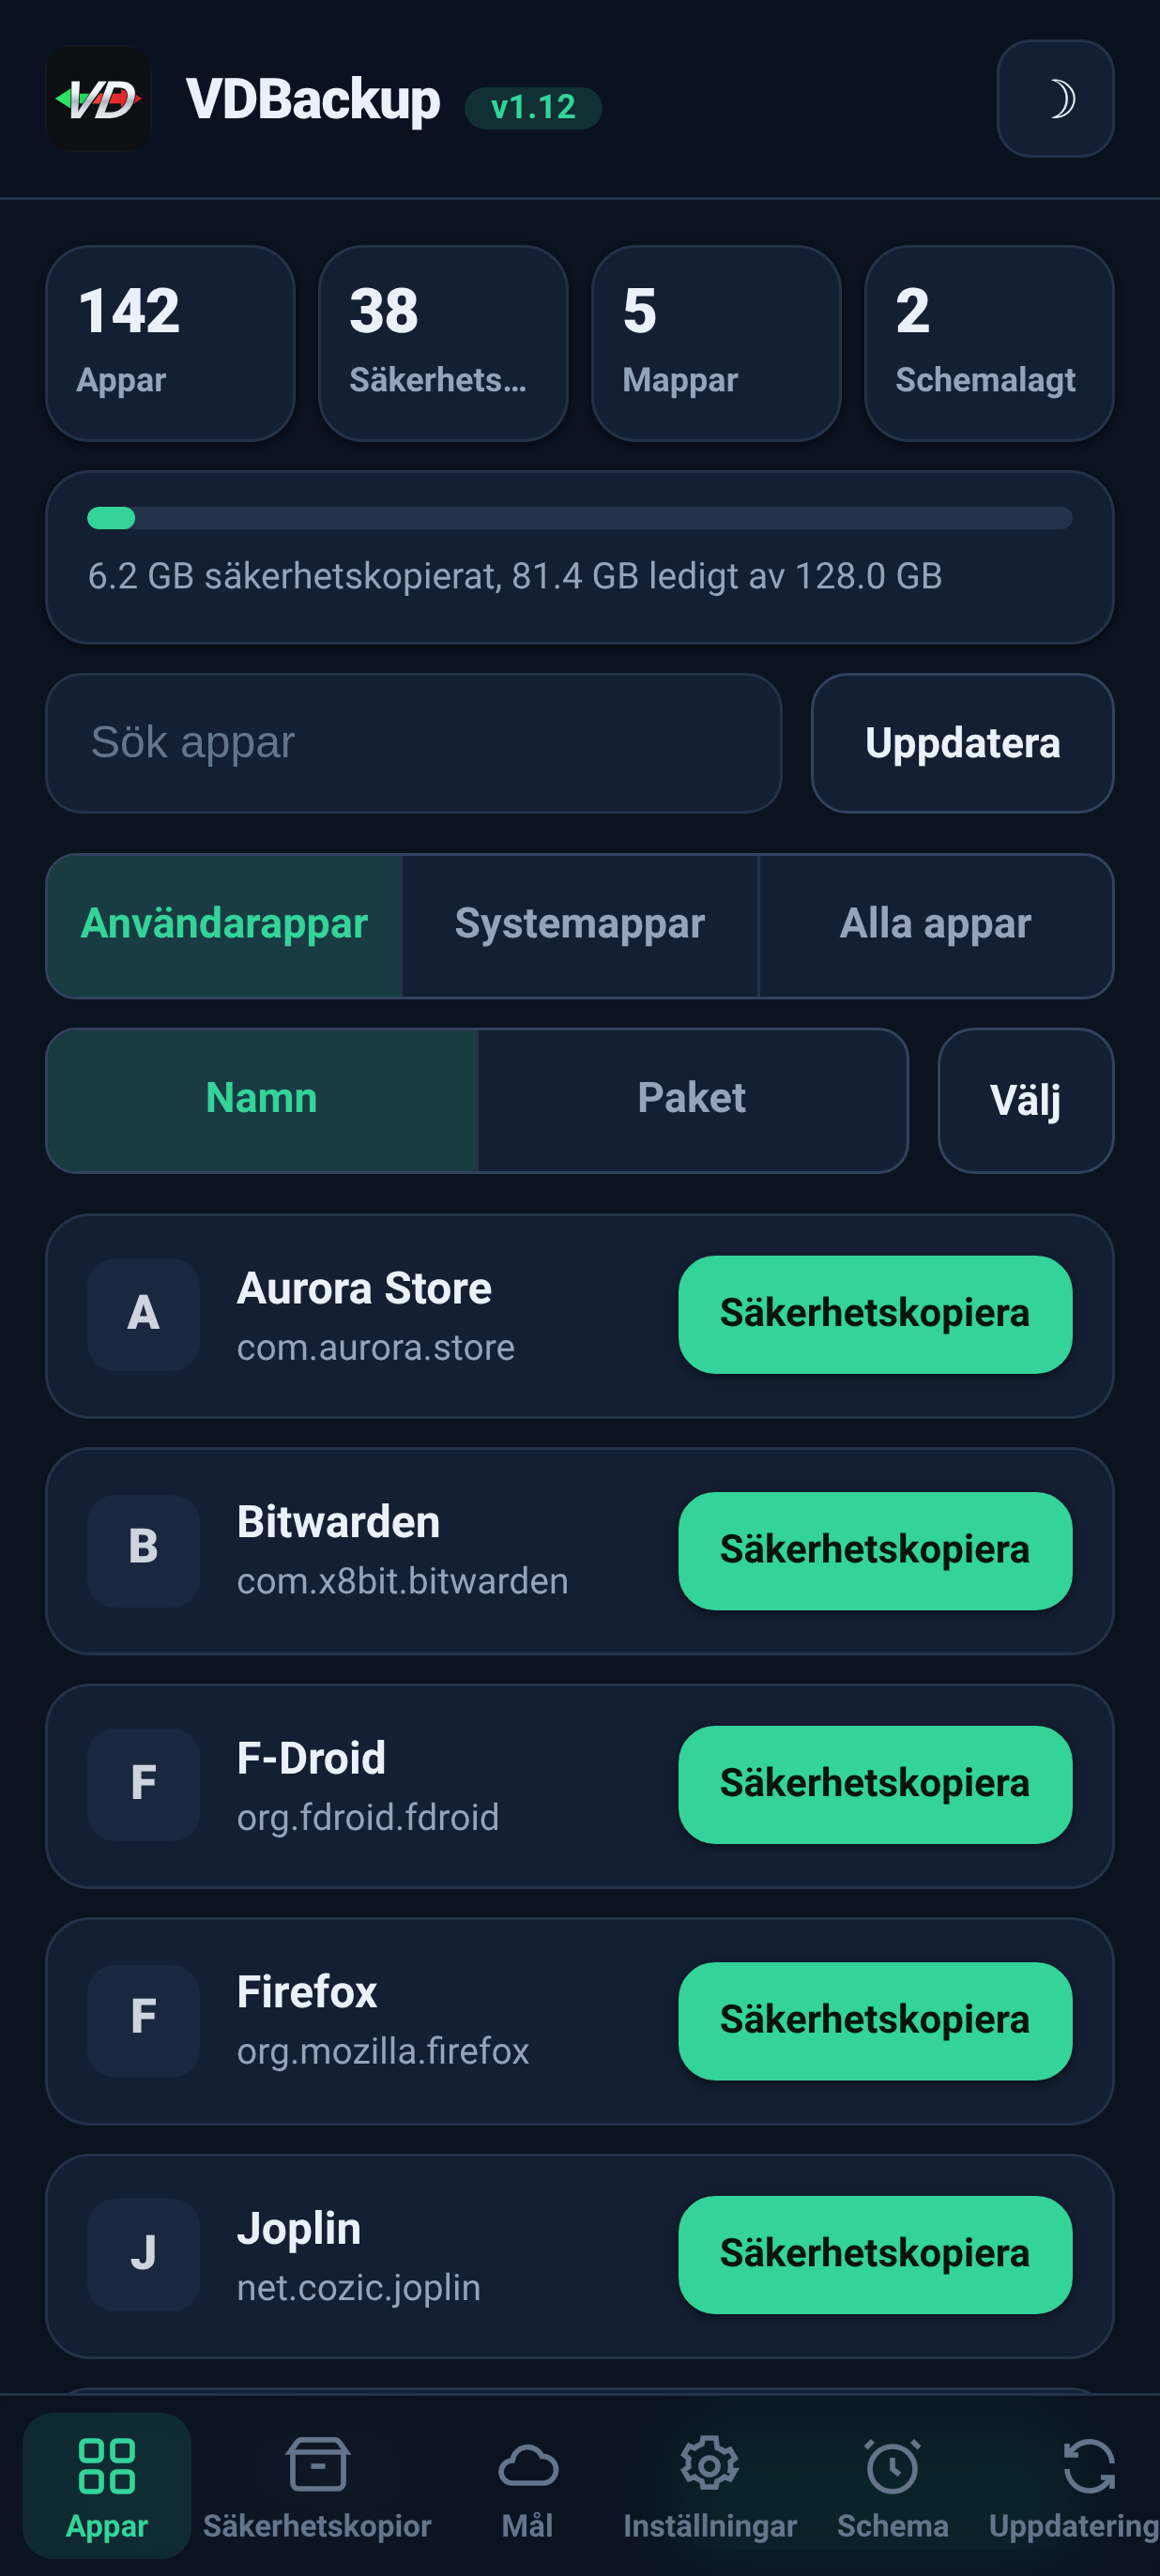 VD
VDBackup v1.12
☽
142 38 5 2
Appar Säkerhets... Mappar Schemalagt
6.2 GB säkerhetskopierat, 81.4 GB ledigt av 128.0 GB
Sök appar Uppdatera
Användarappar Systemappar Alla appar
Namn Paket Välj
A Aurora Store Säkerhetskopiera
com.aurora.store
B Bitwarden Säkerhetskopiera
com.x8bit.bitwarden
F F-Droid Säkerhetskopiera
org.fdroid.fdroid
F Firefox Säkerhetskopiera
org.mozilla.firefox
J Joplin Säkerhetskopiera
net.cozic.joplin
Appar Säkerhetskopior Mål Inställningar Schema Uppdatering